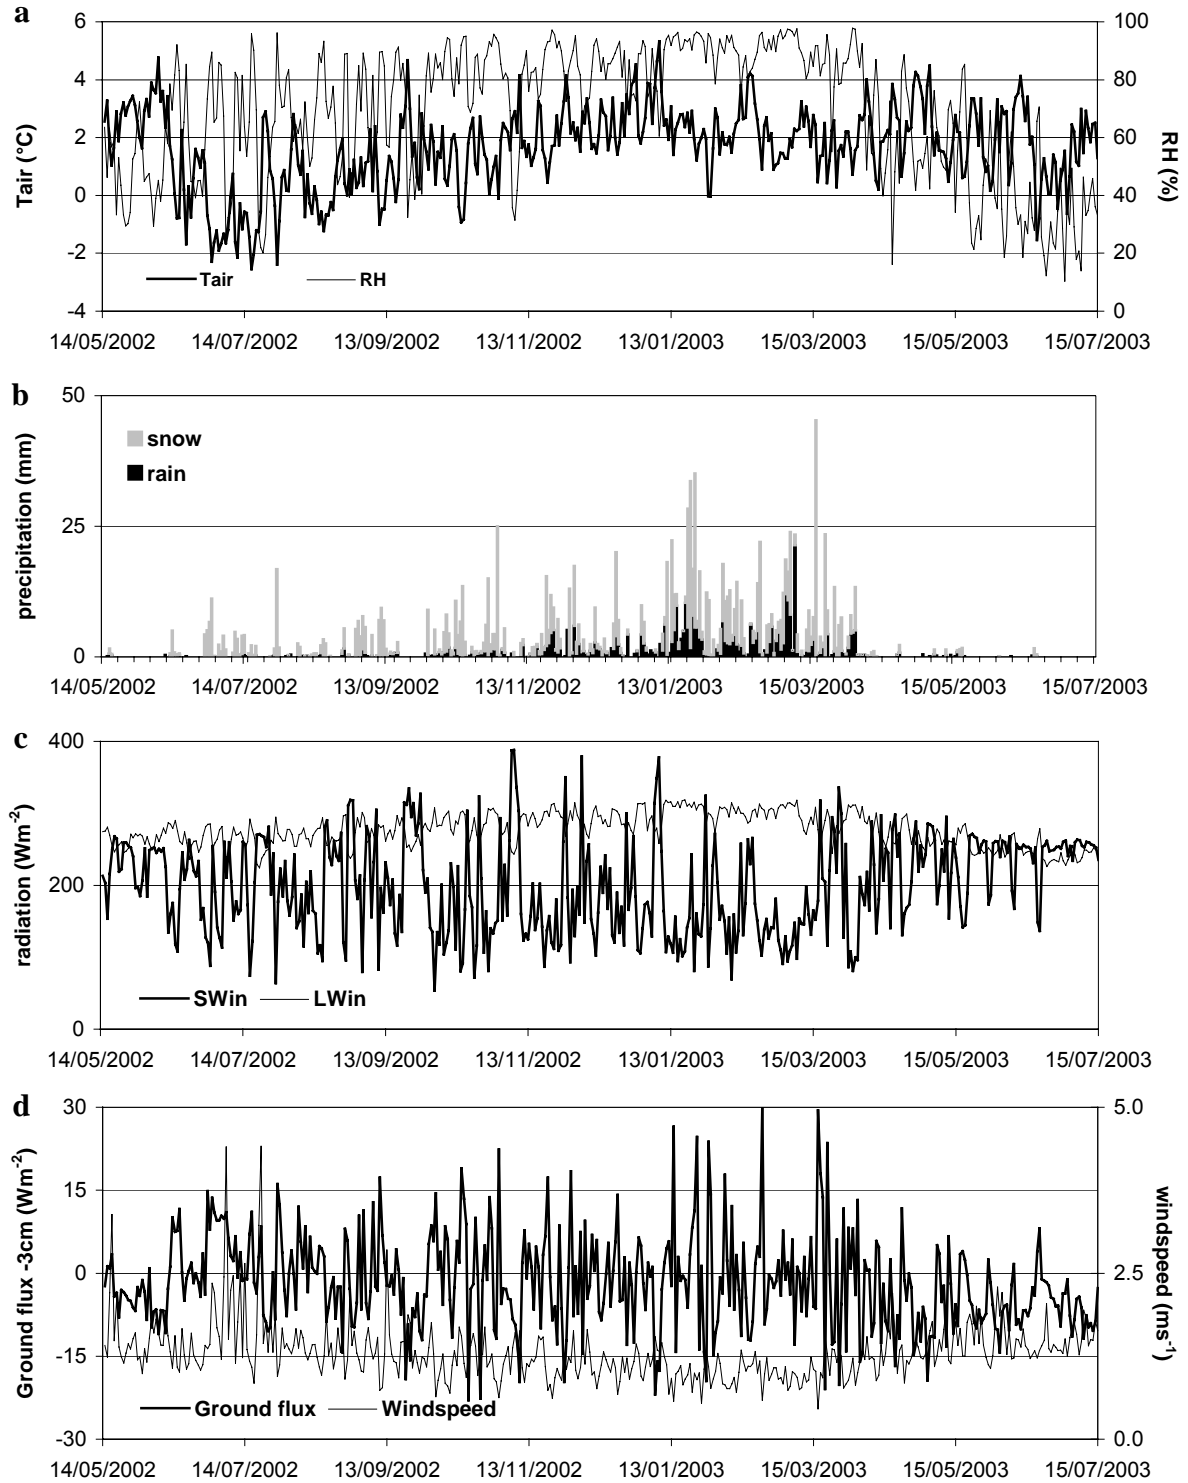 a
6
4
2
0
-2
-4
Tair (°C)
100
80
60
40
20
0
RH (%)
Tair
RH
14/05/2002 14/07/2002 13/09/2002 13/11/2002 13/01/2003 15/03/2003 15/05/2003 15/07/2003
b
50
25
0
precipitation (mm)
snow
rain
14/05/2002 14/07/2002 13/09/2002 13/11/2002 13/01/2003 15/03/2003 15/05/2003 15/07/2003
c
400
200
0
radiation (Wm⁻²)
SWin
LWin
14/05/2002 14/07/2002 13/09/2002 13/11/2002 13/01/2003 15/03/2003 15/05/2003 15/07/2003
d
30
15
0
-15
-30
Ground flux -3cm (Wm⁻²)
5.0
2.5
0.0
windspeed (ms⁻¹)
Ground flux
Windspeed
14/05/2002 14/07/2002 13/09/2002 13/11/2002 13/01/2003 15/03/2003 15/05/2003 15/07/2003